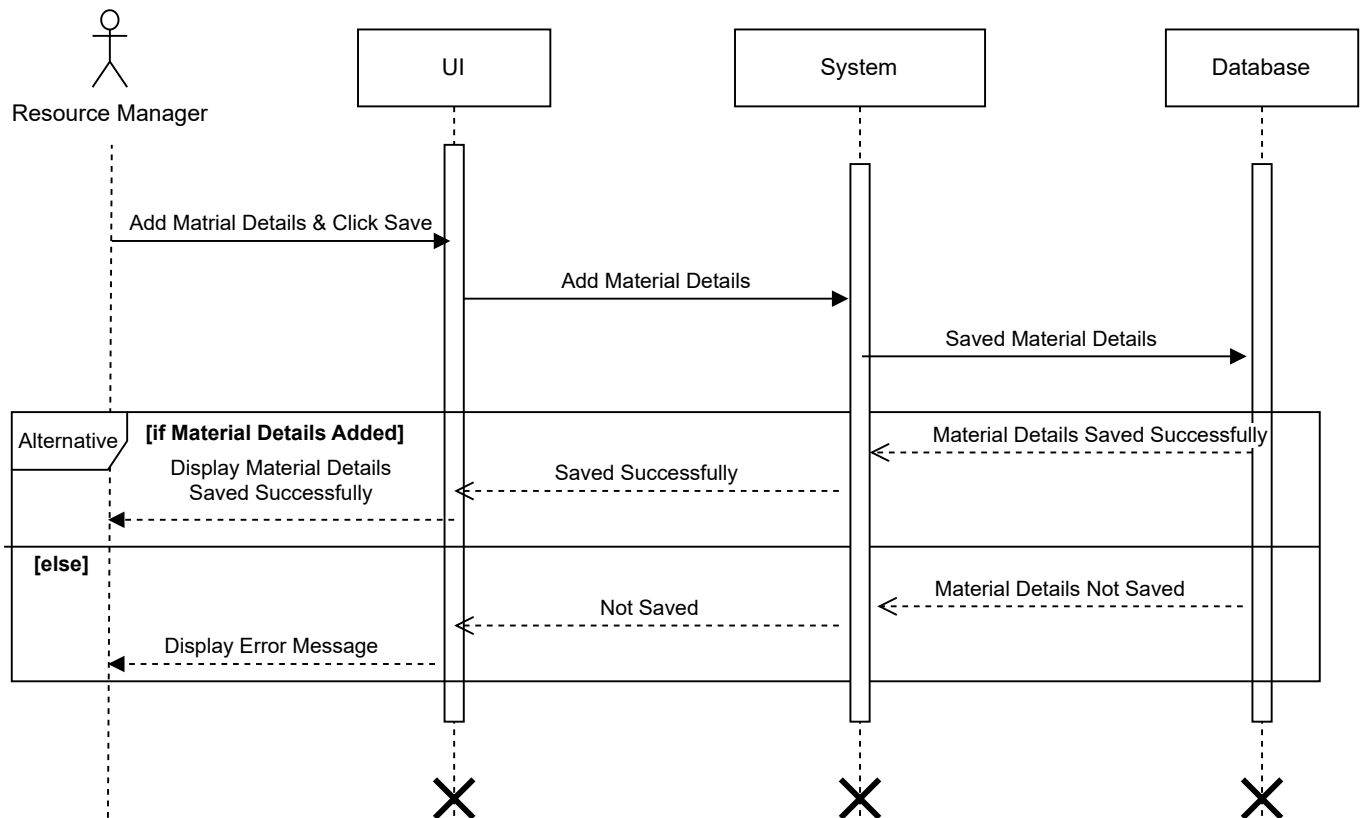 UI
System
Database
Resource Manager
Add Matrial Details & Click Save
Add Material Details
Saved Material Details
Alternative
[if Material Details Added]
Material Details Saved Successfully
Display Material Details
Saved Successfully
Saved Successfully
[else]
Material Details Not Saved
Not Saved
Display Error Message